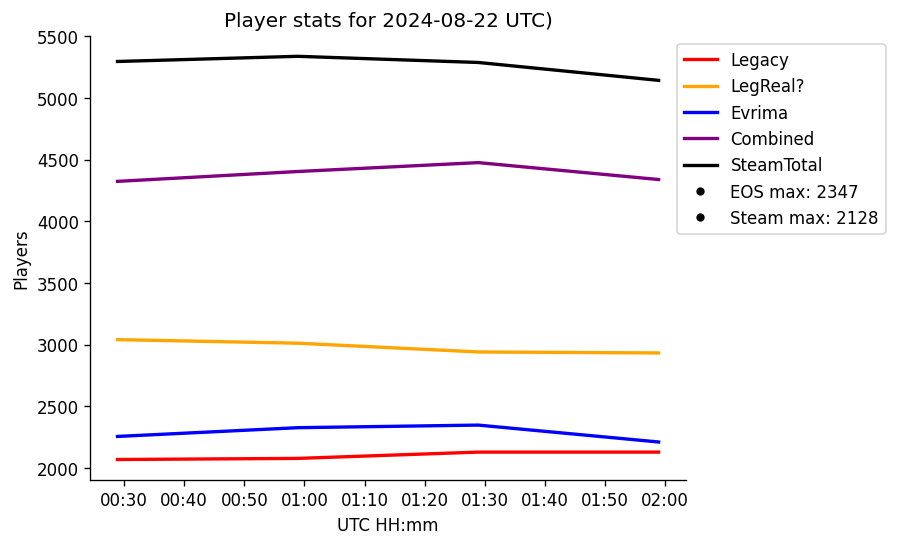 Player stats for 2024-08-22 UTC)
5500
5000
4500
4000
3500
3000
2500
2000
Players
00:30 00:40 00:50 01:00 01:10 01:20 01:30 01:40 01:50 02:00
UTC HH:mm
Legacy
LegReal?
Evrima
Combined
SteamTotal
EOS max: 2347
Steam max: 2128